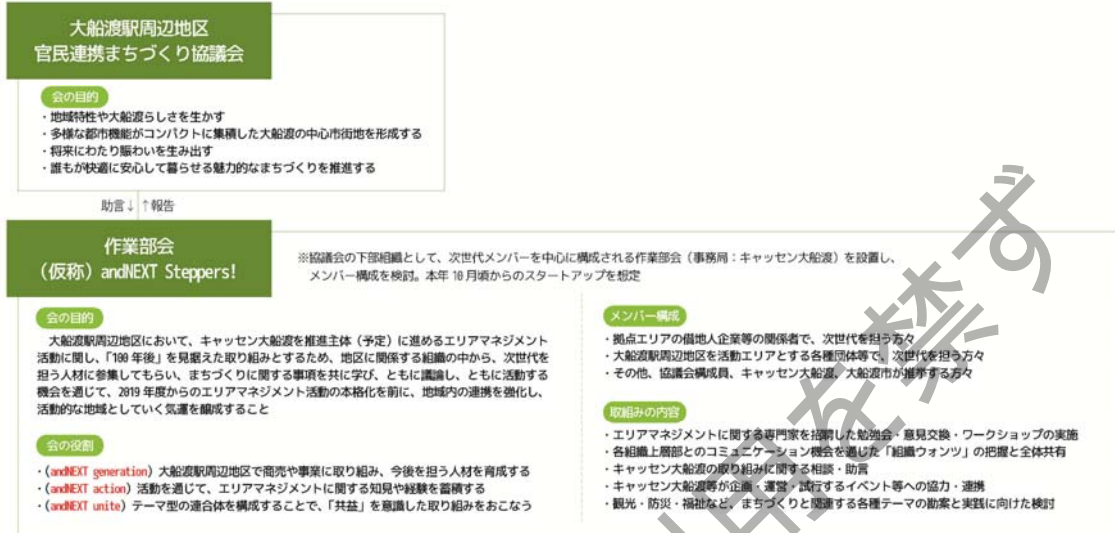 大船渡駅周辺地区
官民連携まちづくり協議会
会の目的
・地域特性や大船渡らしさを生かす
・多様な都市機能がコンパクトに集積した大船渡の中心市街地を形成する
・将来にわたり賑わいを生み出す
・誰もが快適に安心して暮らせる魅力的なまちづくりを推進する
助言↓ ↑報告
作業部会
（仮称）andNEXT Steppers!
※協議会の下部組織として、次世代メンバーを中心に構成される作業部会（事務局：キャッセン大船渡）を設置し、
メンバー構成を検討。本年10月頃からのスタートアップを想定
会の目的
大船渡駅周辺地区において、キャッセン大船渡を推進主体（予定）に進めるエリアマネジメント
活動に関し、「100年後」を見据えた取り組みとするため、地区に関係する組織の中から、次世代を
担う人材に参集してもらい、まちづくりに関する事項を共に学び、ともに議論し、ともに活動する
機会を通じて、2019年度からのエリアマネジメント活動の本格化を前に、地域内の連携を強化し、
活動的な地域としていく気運を醸成すること
会の役割
・(andNEXT generation) 大船渡駅周辺地区で商売や事業に取り組み、今後を担う人材を育成する
・(andNEXT action) 活動を通じて、エリアマネジメントに関する知見や経験を蓄積する
・(andNEXT unite) テーマ型の連合体を構成することで、「共益」を意識した取り組みをおこなう
メンバー構成
・拠点エリアの借地人企業等の関係者で、次世代を担う方々
・大船渡駅周辺地区を活動エリアとする各種団体等で、次世代を担う方々
・その他、協議会構成員、キャッセン大船渡、大船渡市が推挙する方々
取組みの内容
・エリアマネジメントに関する専門家を招聘した勉強会・意見交換・ワークショップの実施
・各組織上層部とのコミュニケーション機会を通じた「組織ウォンツ」の把握と全体共有
・キャッセン大船渡の取り組みに関する相談・助言
・キャッセン大船渡等が企画・運営・試行するイベント等への協力・連携
・観光・防災・福祉など、まちづくりと関連する各種テーマの勘案と実践に向けた検討
用を禁ず